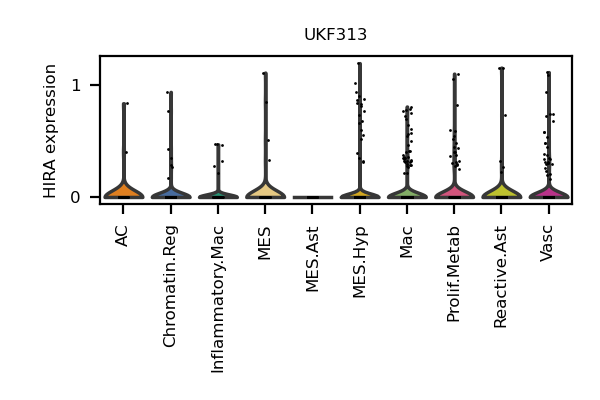 UKF313
HIRA expression
1
0
AC
Chromatin.Reg
Inflammatory.Mac
MES
MES.Ast
MES.Hyp
Mac
Prolif.Metab
Reactive.Ast
Vasc